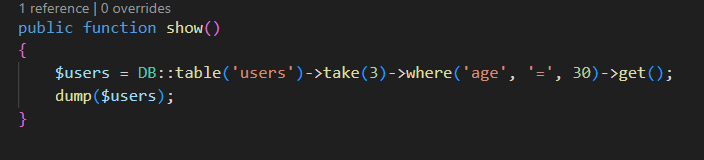 1 reference | 0 overrides
public function show()
{
    $users = DB::table('users')->take(3)->where('age', '=', 30)->get();
    dump($users);
}